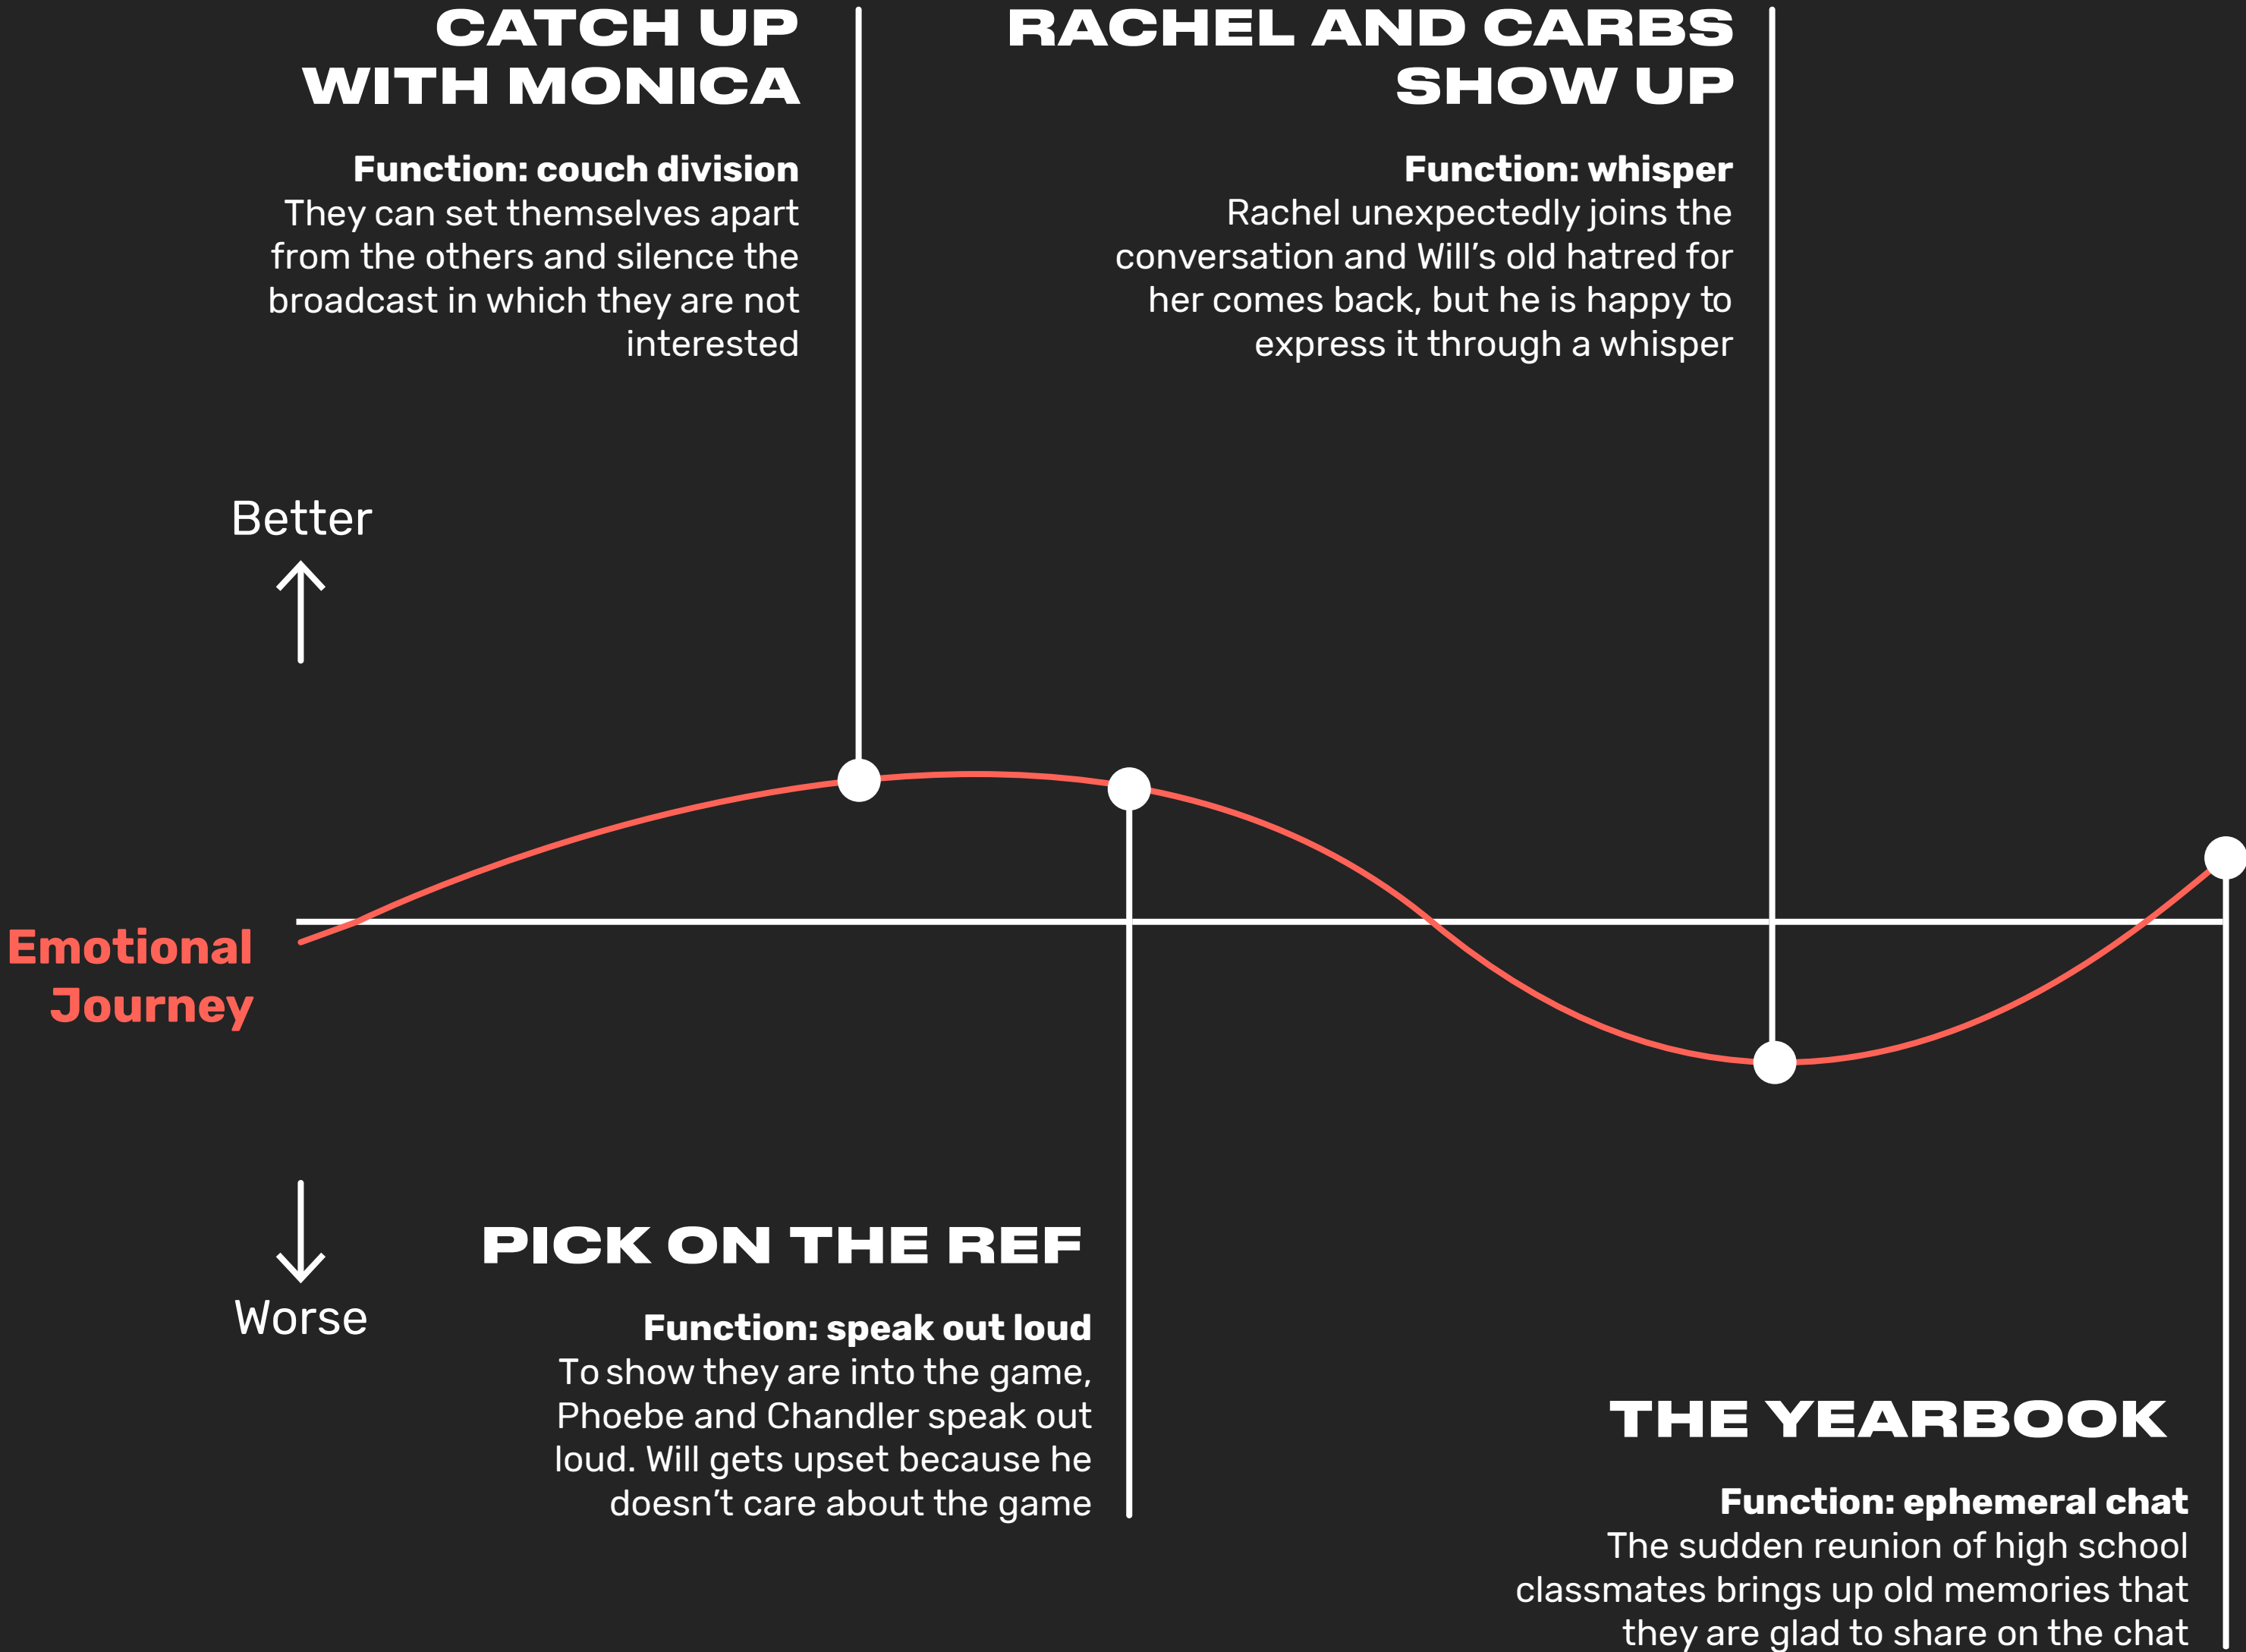 CATCH UP
WITH MONICA
Function: couch division
They can set themselves apart
from the others and silence the
broadcast in which they are not
interested
RACHEL AND CARBS
SHOW UP
Function: whisper
Rachel unexpectedly joins the
conversation and Will's old hatred for
her comes back, but he is happy to
express it through a whisper
Better
Emotional
Journey
Worse
PICK ON THE REF
Function: speak out loud
To show they are into the game,
Phoebe and Chandler speak out
loud. Will gets upset because he
doesn't care about the game
THE YEARBOOK
Function: ephemeral chat
The sudden reunion of high school
classmates brings up old memories that
they are glad to share on the chat